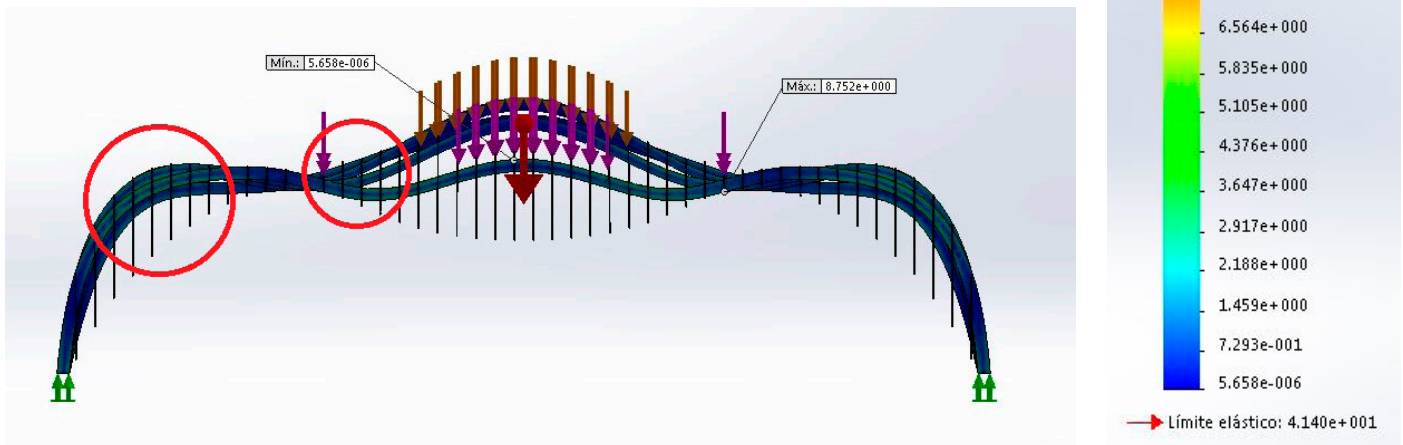 Mín.: 5.658e-006
Máx.: 8.752e+000
6.564e+000
5.835e+000
5.105e+000
4.376e+000
3.647e+000
2.917e+000
2.188e+000
1.459e+000
7.293e-001
5.658e-006
Límite elástico: 4.140e+001